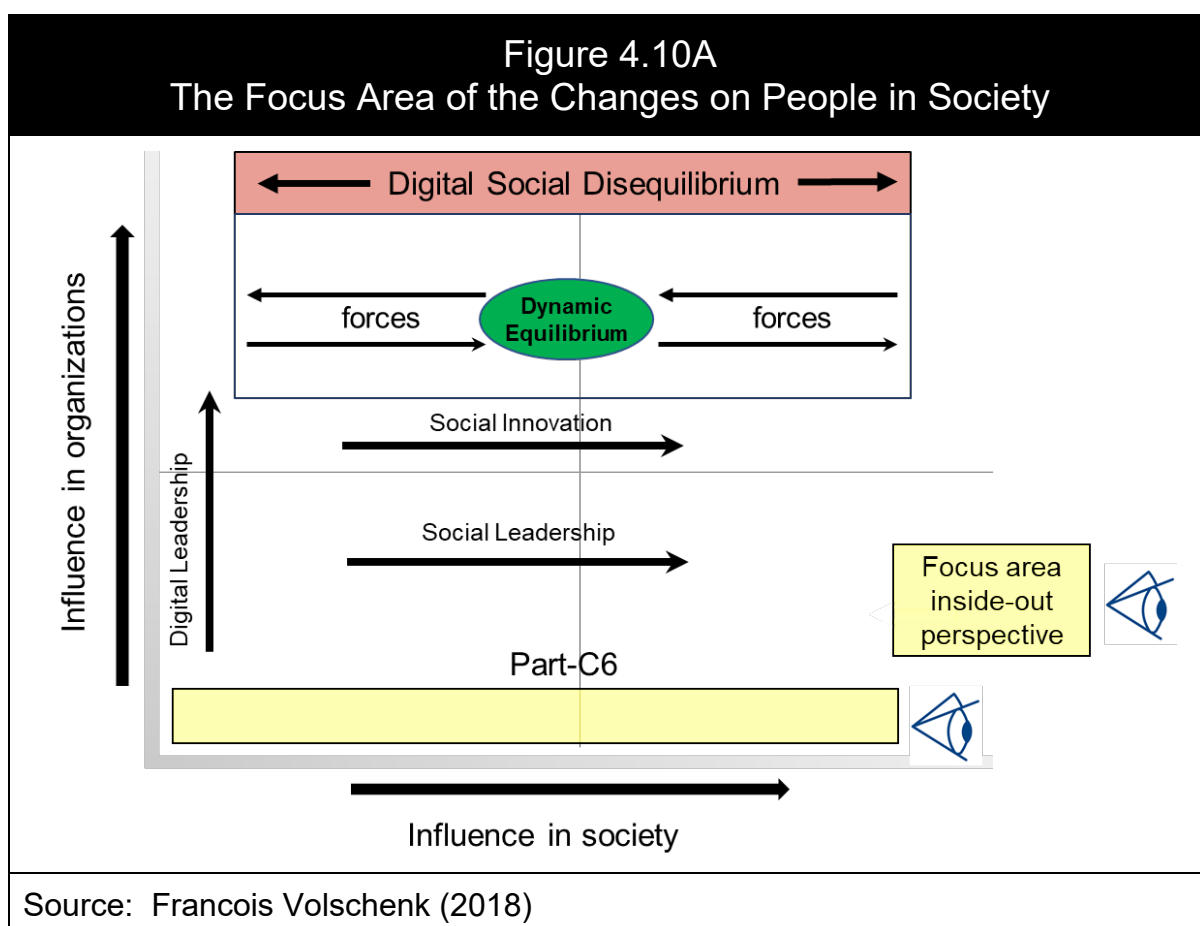 Figure 4.10A
The Focus Area of the Changes on People in Society
Digital Social Disequilibrium
Influence in organizations
forces
Dynamic
Equilibrium
forces
Social Innovation
Digital Leadership
Social Leadership
Focus area
inside-out
perspective
Part-C6
Influence in society
Source: Francois Volschenk (2018)